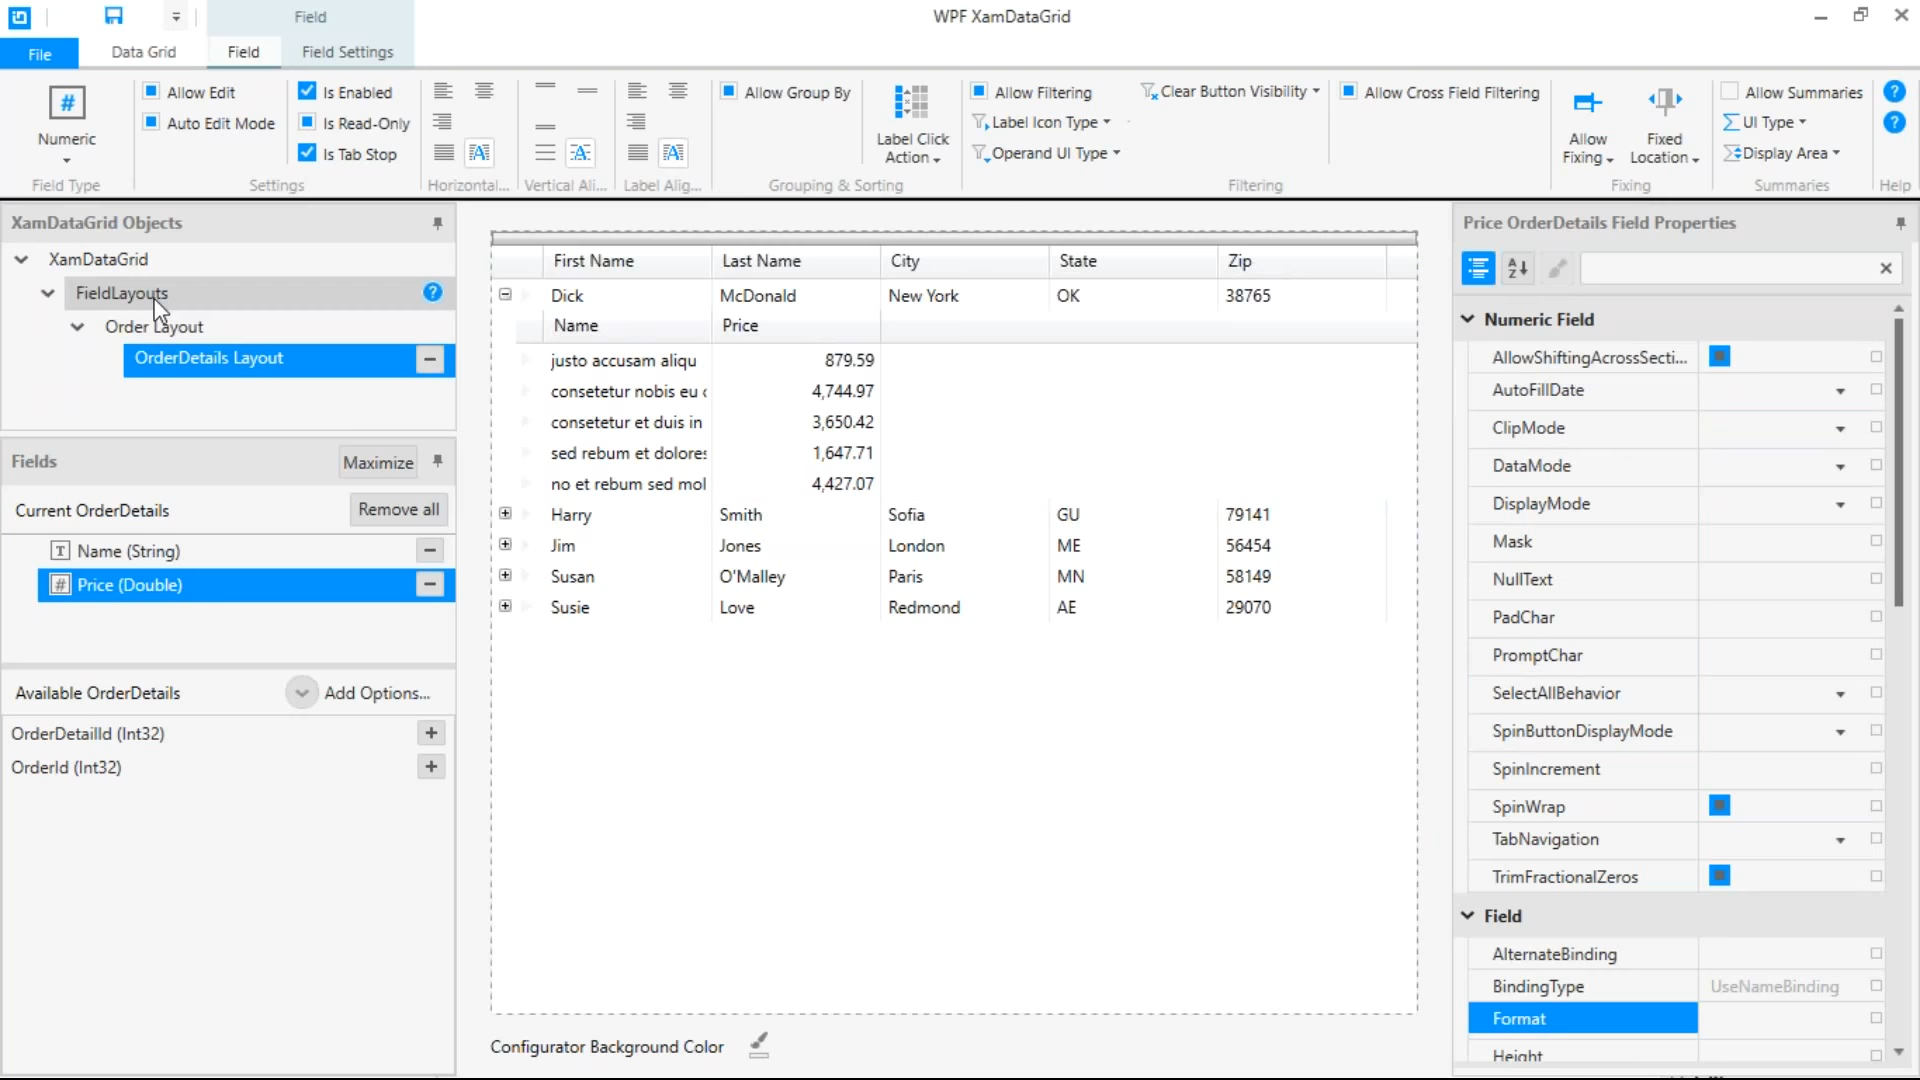 Field
WPF XamDataGrid
File
Data Grid
Field
Field Settings
Numeric
Field Type
Allow Edit
Auto Edit Mode
Is Enabled
Is Read-Only
Is Tab Stop
Settings
Horizontal...
Vertical Ali...
Label Alig...
Allow Group By
Label Click
Action
Grouping & Sorting
Allow Filtering
Label Icon Type
Operand UI Type
Clear Button Visibility
Allow Cross Field Filtering
Filtering
Allow
Fixing
Fixed
Location
Fixing
Allow Summaries
UI Type
Display Area
Summaries
Help
XamDataGrid Objects
XamDataGrid
FieldLayouts
Order Layout
OrderDetails Layout
Fields
Maximize
Current OrderDetails
Remove all
Name (String)
Price (Double)
Available OrderDetails
Add Options...
OrderDetailId (Int32)
OrderId (Int32)
First Name Last Name City State Zip
Dick McDonald New York OK 38765
Name Price
justo accusam aliqu 879.59
consetetur nobis eu 4,744.97
consetetur et duis in 3,650.42
sed rebum et dolores 1,647.71
no et rebum sed mol 4,427.07
Harry Smith Sofia GU 79141
Jim Jones London ME 56454
Susan O'Malley Paris MN 58149
Susie Love Redmond AE 29070
Configurator Background Color
Price OrderDetails Field Properties
Numeric Field
AllowShiftingAcrossSecti...
AutoFillDate
ClipMode
DataMode
DisplayMode
Mask
NullText
PadChar
PromptChar
SelectAllBehavior
SpinButtonDisplayMode
SpinIncrement
SpinWrap
TabNavigation
TrimFractionalZeros
Field
AlternateBinding
BindingType UseNameBinding
Format
Height